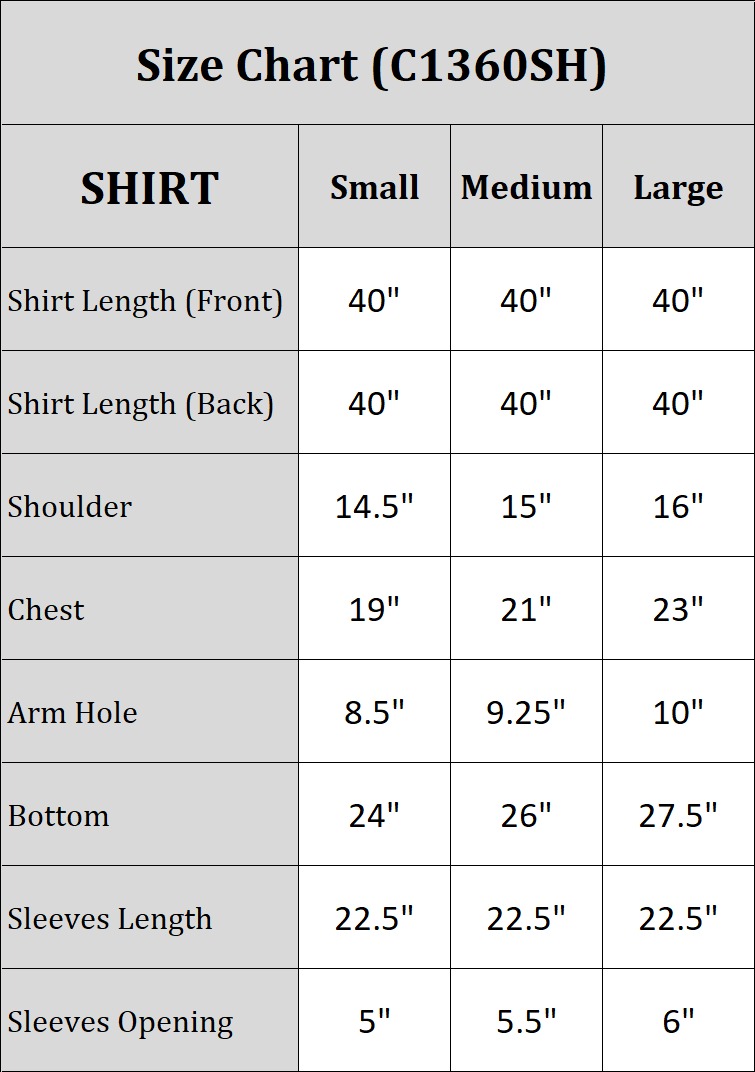 Size Chart (C1360SH)
SHIRT Small Medium Large
Shirt Length (Front) 40" 40" 40"
Shirt Length (Back) 40" 40" 40"
Shoulder 14.5" 15" 16"
Chest 19" 21" 23"
Arm Hole 8.5" 9.25" 10"
Bottom 24" 26" 27.5"
Sleeves Length 22.5" 22.5" 22.5"
Sleeves Opening 5" 5.5" 6"